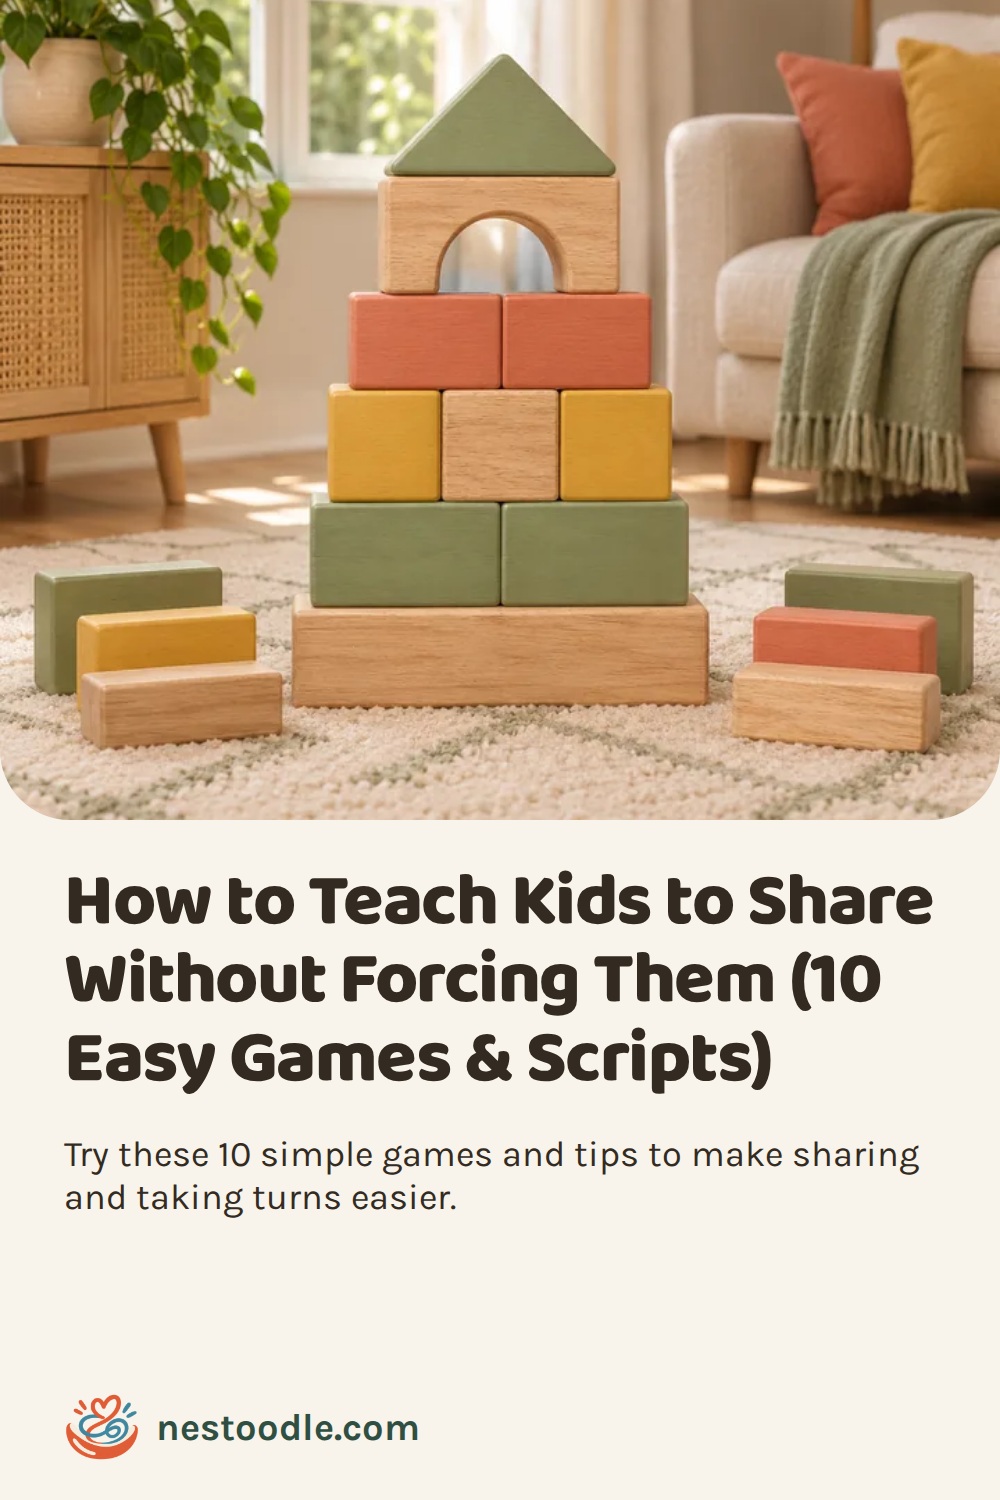 How to Teach Kids to Share
Without Forcing Them (10
Easy Games & Scripts)
Try these 10 simple games and tips to make sharing
and taking turns easier.
nestoodle.com